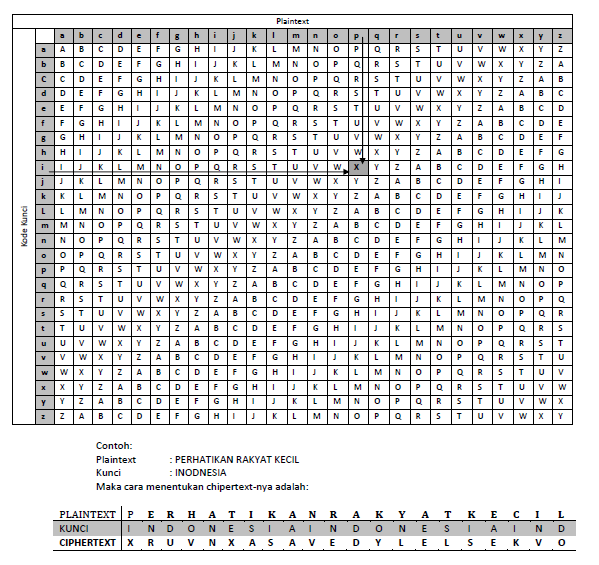 Plaintext
Kode Kunci
a b c d e f g h i j k l m n o p q r s t u v w x y z
a A B C D E F G H I J K L M N O P Q R S T U V W X Y Z
b B C D E F G H I J K L M N O P Q R S T U V W X Y Z A
C C D E F G H I J K L M N O P Q R S T U V W X Y Z A B
d D E F G H I J K L M N O P Q R S T U V W X Y Z A B C
e E F G H I J K L M N O P Q R S T U V W X Y Z A B C D
f F G H I J K L M N O P Q R S T U V W X Y Z A B C D E
g G H I J K L M N O P Q R S T U V W X Y Z A B C D E F
h H I J K L M N O P Q R S T U V W X Y Z A B C D E F G
i I J K L M N O P Q R S T U V W X Y Z A B C D E F G H
j J K L M N O P Q R S T U V W X Y Z A B C D E F G H I
k K L M N O P Q R S T U V W X Y Z A B C D E F G H I J
L L M N O P Q R S T U V W X Y Z A B C D E F G H I J K
m M N O P Q R S T U V W X Y Z A B C D E F G H I J K L
n N O P Q R S T U V W X Y Z A B C D E F G H I J K L M
o O P Q R S T U V W X Y Z A B C D E F G H I J K L M N
p P Q R S T U V W X Y Z A B C D E F G H I J K L M N O
q Q R S T U V W X Y Z A B C D E F G H I J K L M N O P
r R S T U V W X Y Z A B C D E F G H I J K L M N O P Q
s S T U V W X Y Z A B C D E F G H I J K L M N O P Q R
t T U V W X Y Z A B C D E F G H I J K L M N O P Q R S
u U V W X Y Z A B C D E F G H I J K L M N O P Q R S T
v V W X Y Z A B C D E F G H I J K L M N O P Q R S T U
w W X Y Z A B C D E F G H I J K L M N O P Q R S T U V
x X Y Z A B C D E F G H I J K L M N O P Q R S T U V W
y Y Z A B C D E F G H I J K L M N O P Q R S T U V W X
z Z A B C D E F G H I J K L M N O P Q R S T U V W X Y
Contoh:
Plaintext : PERHATIKAN RAKYAT KECIL
Kunci : INODNESIA
Maka cara menentukan chipertext-nya adalah:
PLAINTEXT P E R H A T I K A N R A K Y A T K E C I L
KUNCI I N D O N E S I A I N D O N E S I A I N D
CIPHERTEXT X R U V N X A S A V E D Y L E L S E K V O